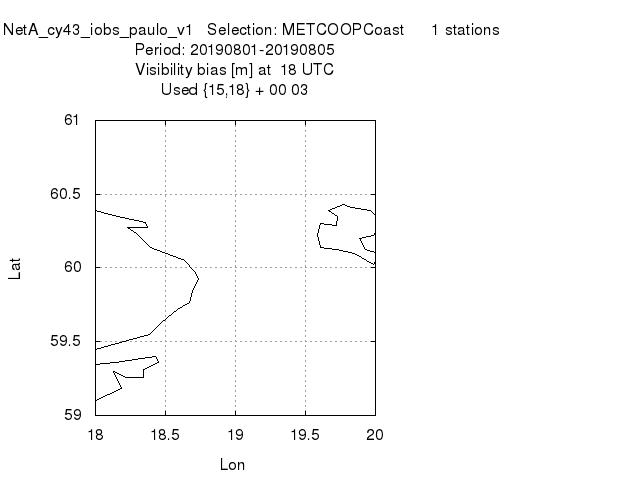 NetA_cy43_iobs_paulo_v1 Selection: METCOOPCoast 1 stations
Period: 20190801-20190805
Visibility bias [m] at 18 UTC
Used {15,18} + 00 03
61
60.5
60
59.5
59
Lat
18 18.5 19 19.5 20
Lon